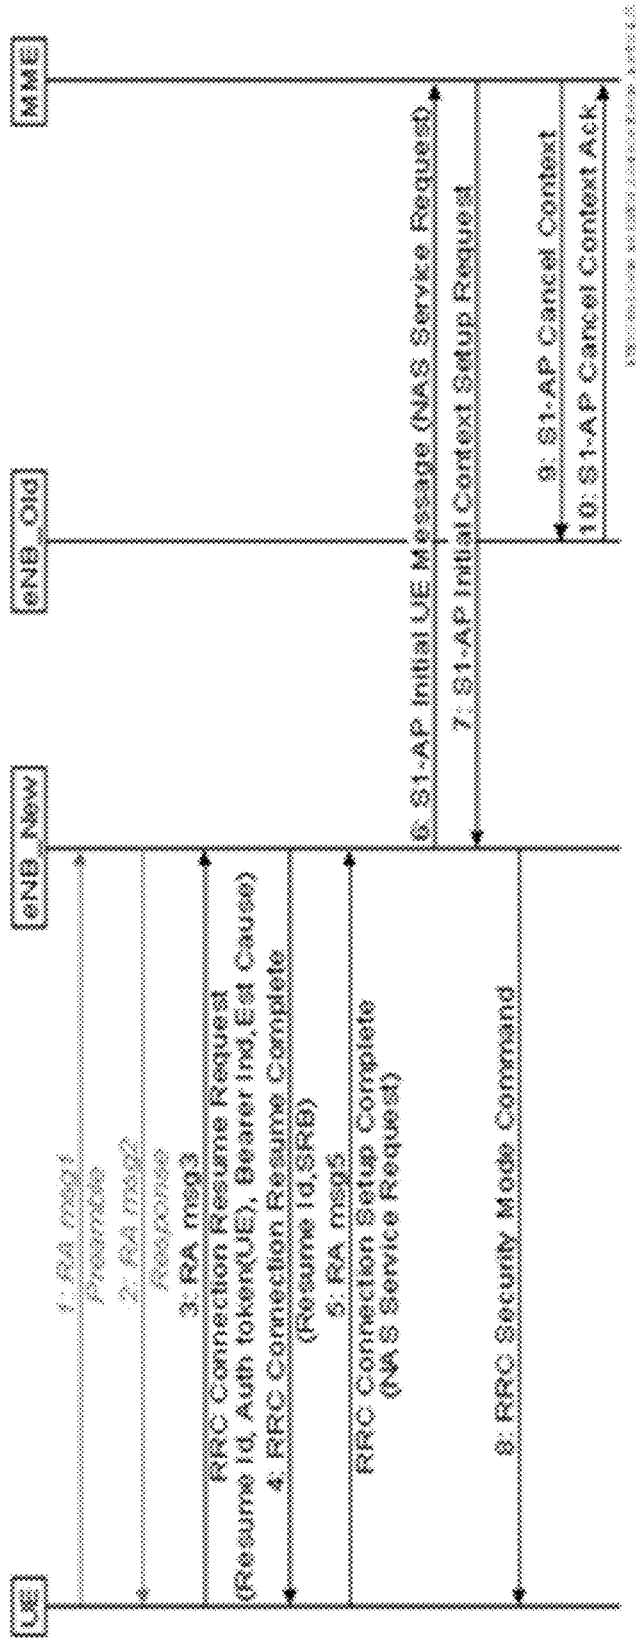 UE
eNB_New
eNB_Old
MME
1: RA msg1
Preamble
2: RA msg2
Response
3: RA msg3
RRC Connection Resume Request
(Resume Id, Auth token(UE), Bearer Ind, Est Cause)
4: RRC Connection Resume Complete
(Resume Id,SRB)
5: RA msg5
RRC Connection Setup Complete
(NAS Service Request)
6: S1-AP Initial UE Message (NAS Service Request)
7: S1-AP Initial Context Setup Request
8: RRC Security Mode Command
9: S1-AP Cancel Context
10: S1-AP Cancel Context Ack